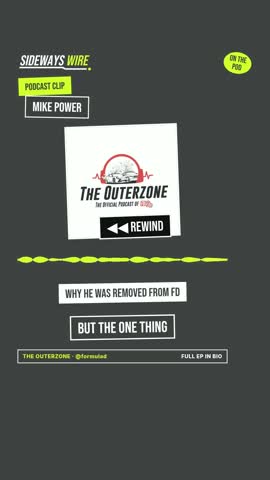 SIDEWAYS WIRE.
ON THE
POD
PODCAST CLIP
MIKE POWER
THE OUTERZONE
THE OFFICIAL PODCAST OF
REWIND
WHY HE WAS REMOVED FROM FD
BUT THE ONE THING
THE OUTERZONE - @formulad
FULL EP IN BIO